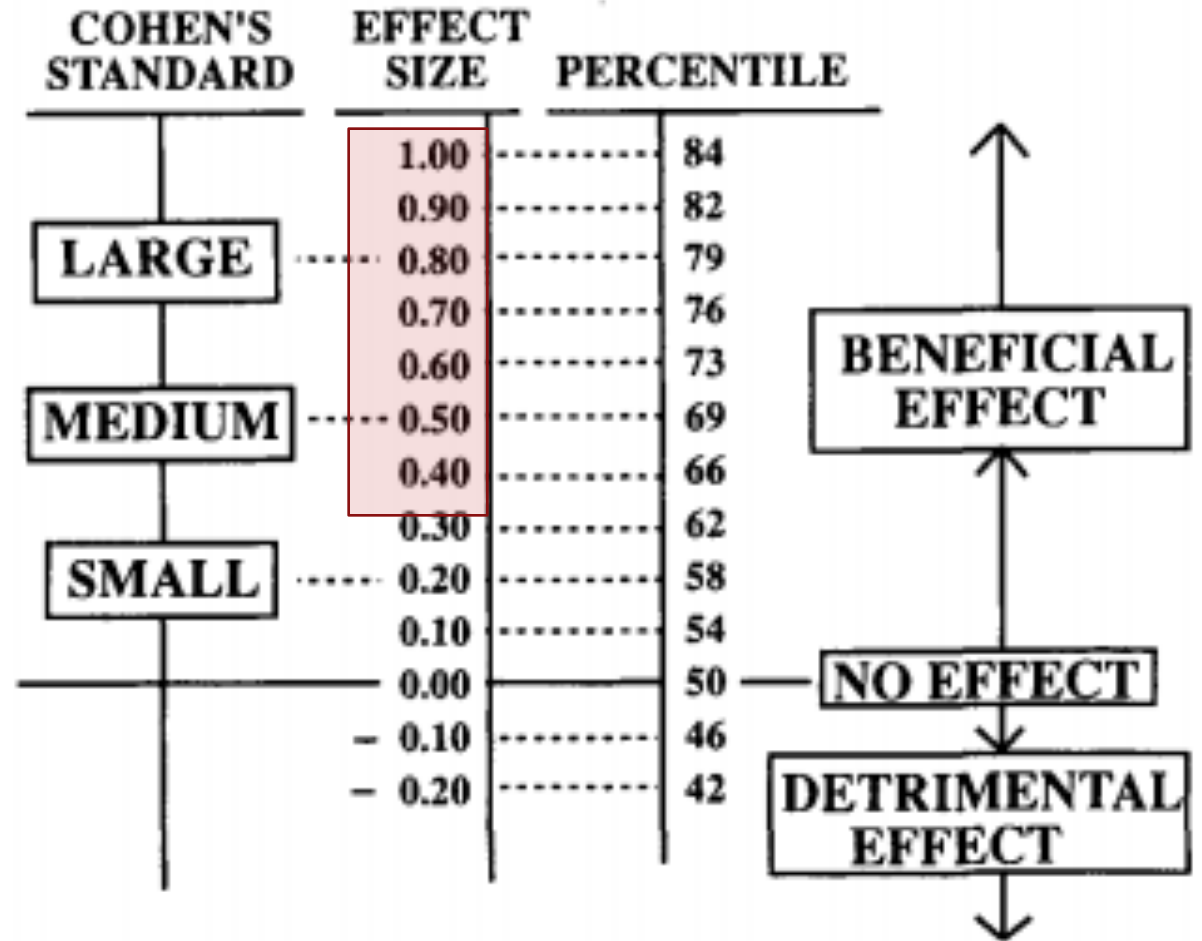 COHEN'S
STANDARD
EFFECT
SIZE
PERCENTILE
1.00 84
0.90 82
LARGE 0.80 79
0.70 76
0.60 73
BENEFICIAL
EFFECT
MEDIUM 0.50 69
0.40 66
0.30 62
SMALL 0.20 58
0.10 54
0.00 50 NO EFFECT
– 0.10 46
– 0.20 42
DETRIMENTAL
EFFECT